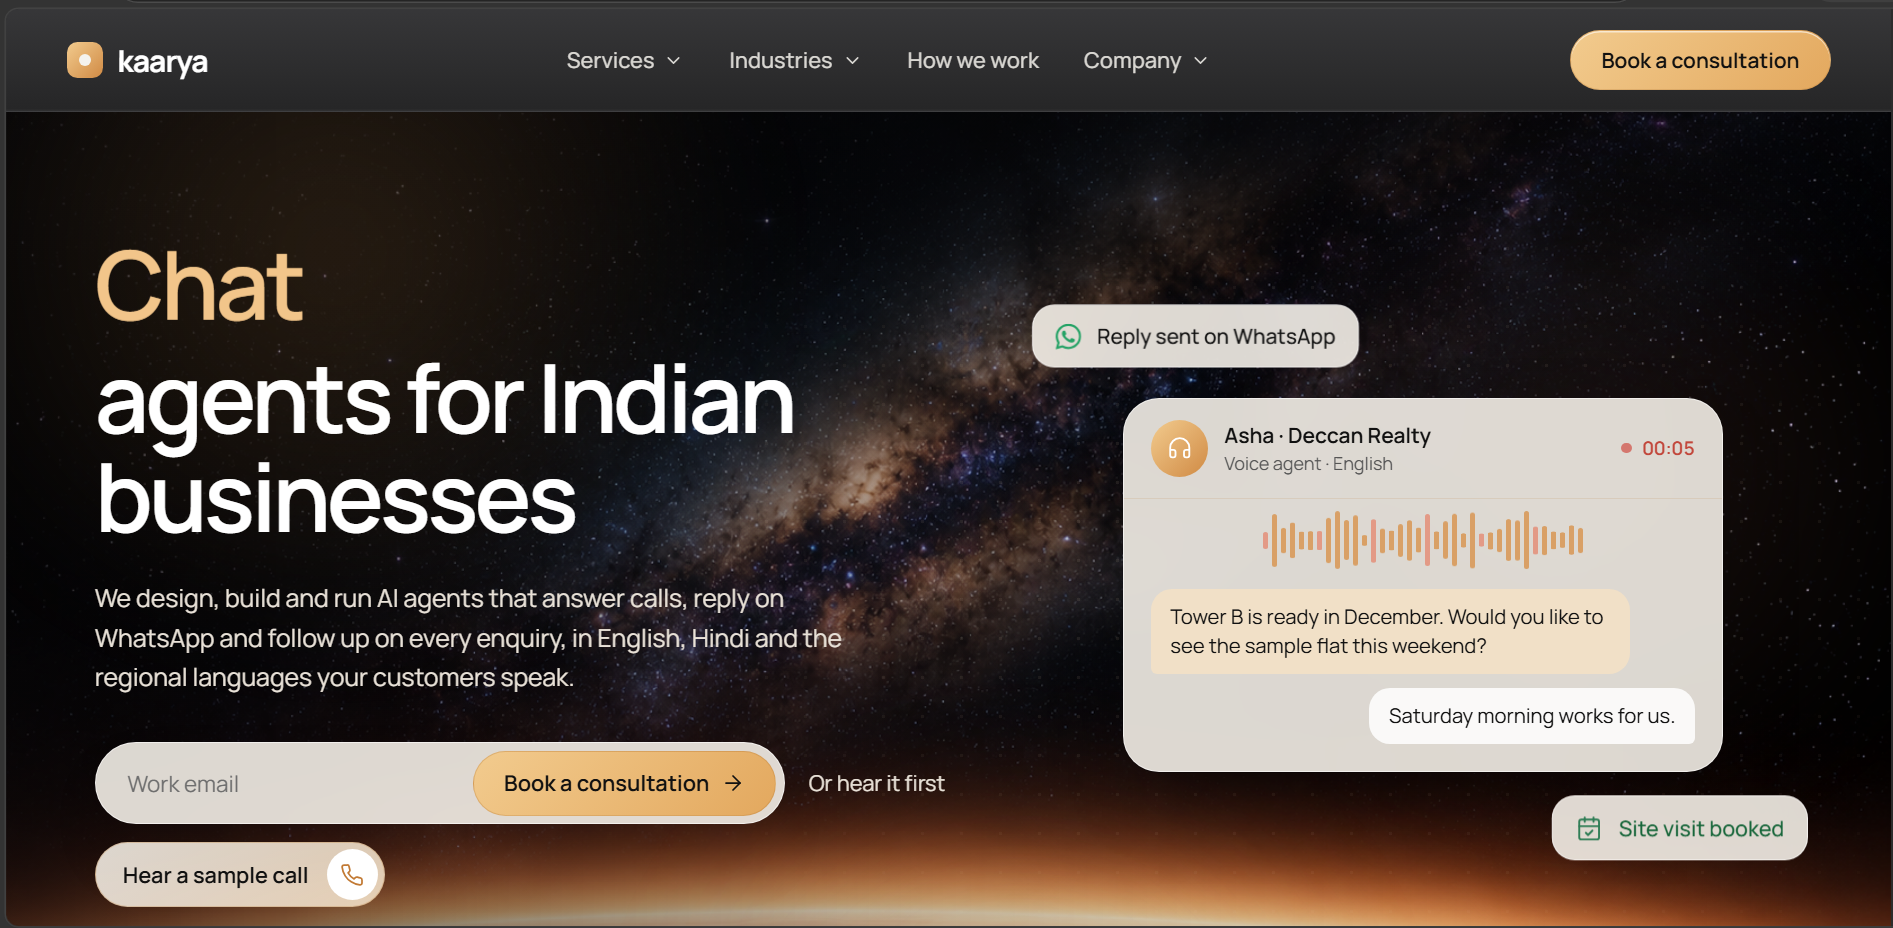 kaarya
Services
Industries
How we work
Company
Book a consultation
Chat
agents for Indian
businesses
We design, build and run AI agents that answer calls, reply on
WhatsApp and follow up on every enquiry, in English, Hindi and the
regional languages your customers speak.
Work email
Book a consultation
Or hear it first
Hear a sample call
Reply sent on WhatsApp
Asha · Deccan Realty
Voice agent · English
00:05
Tower B is ready in December. Would you like to
see the sample flat this weekend?
Saturday morning works for us.
Site visit booked